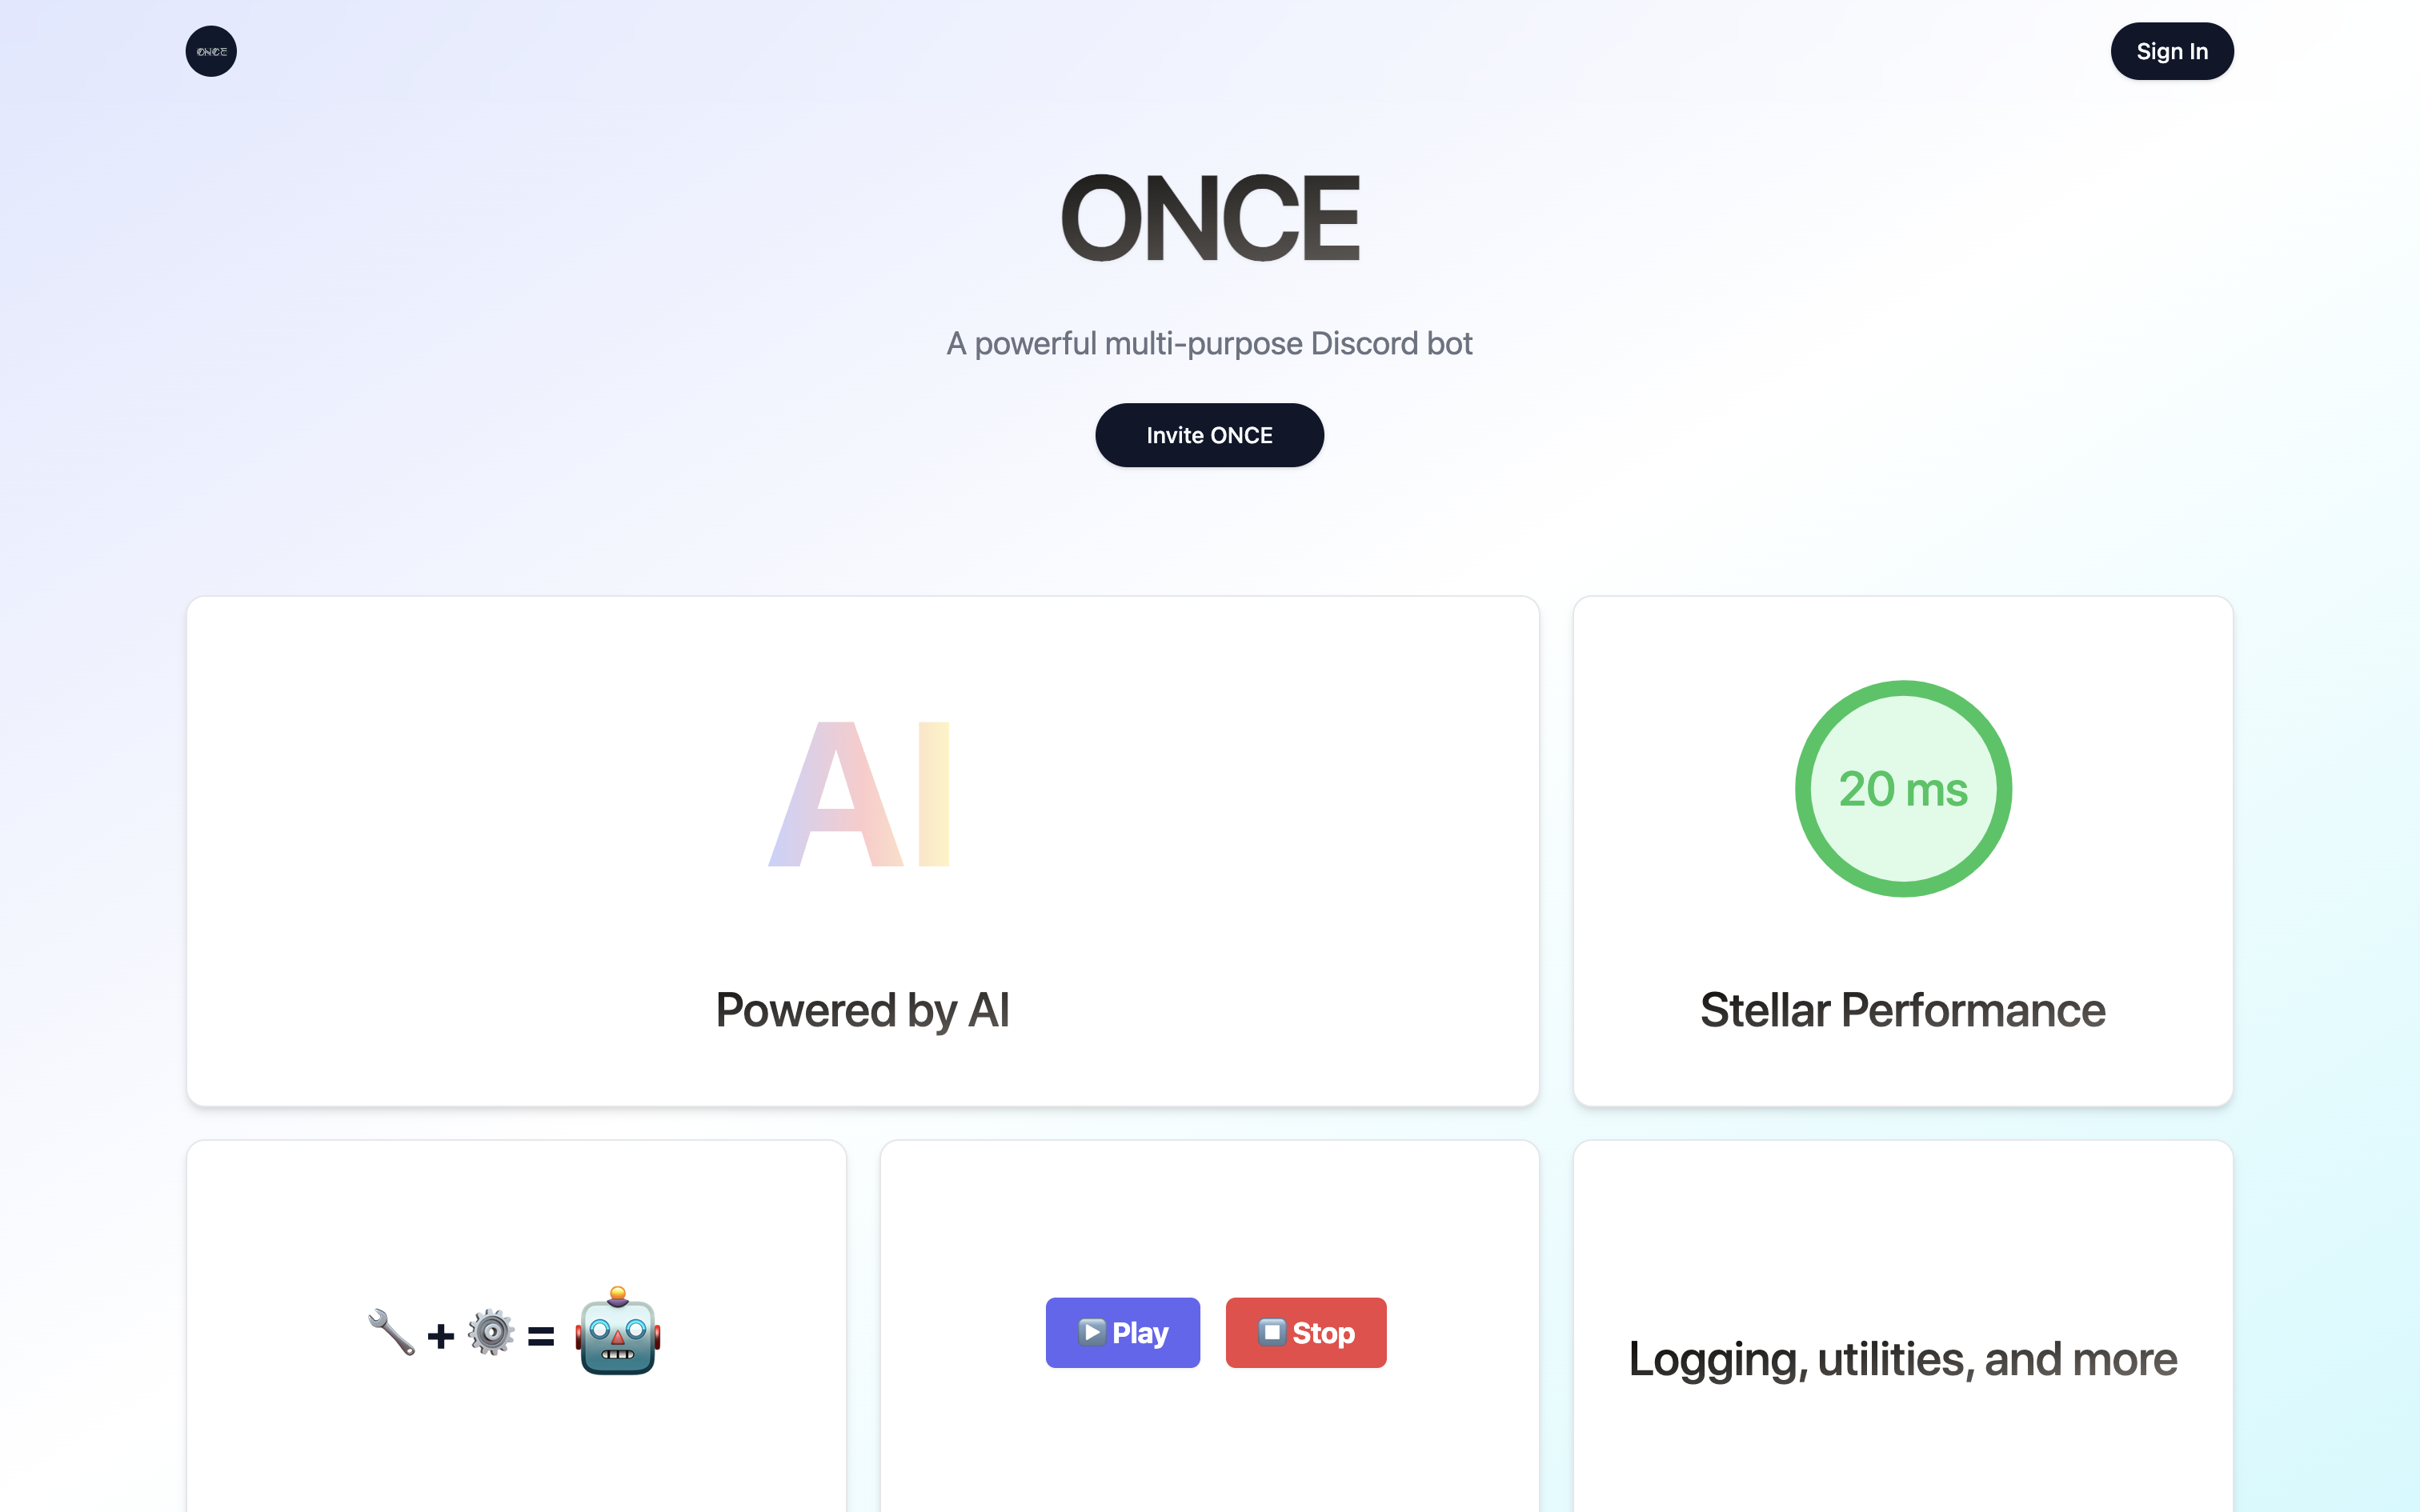 ONCE
Sign In
ONCE
A powerful multi-purpose Discord bot
Invite ONCE
AI
20 ms
Powered by AI
Stellar Performance
+ =
Play
Stop
Logging, utilities, and more